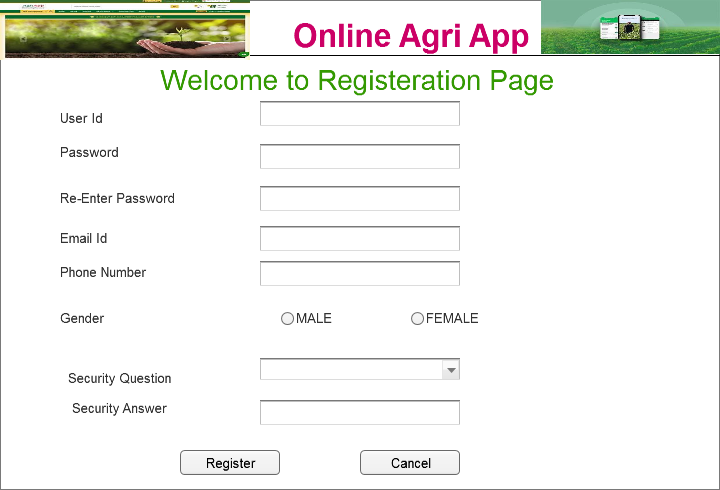 Online Agri App
Welcome to Registeration Page
User Id
Password
Re-Enter Password
Email Id
Phone Number
Gender
MALE
FEMALE
Security Question
Security Answer
Register
Cancel